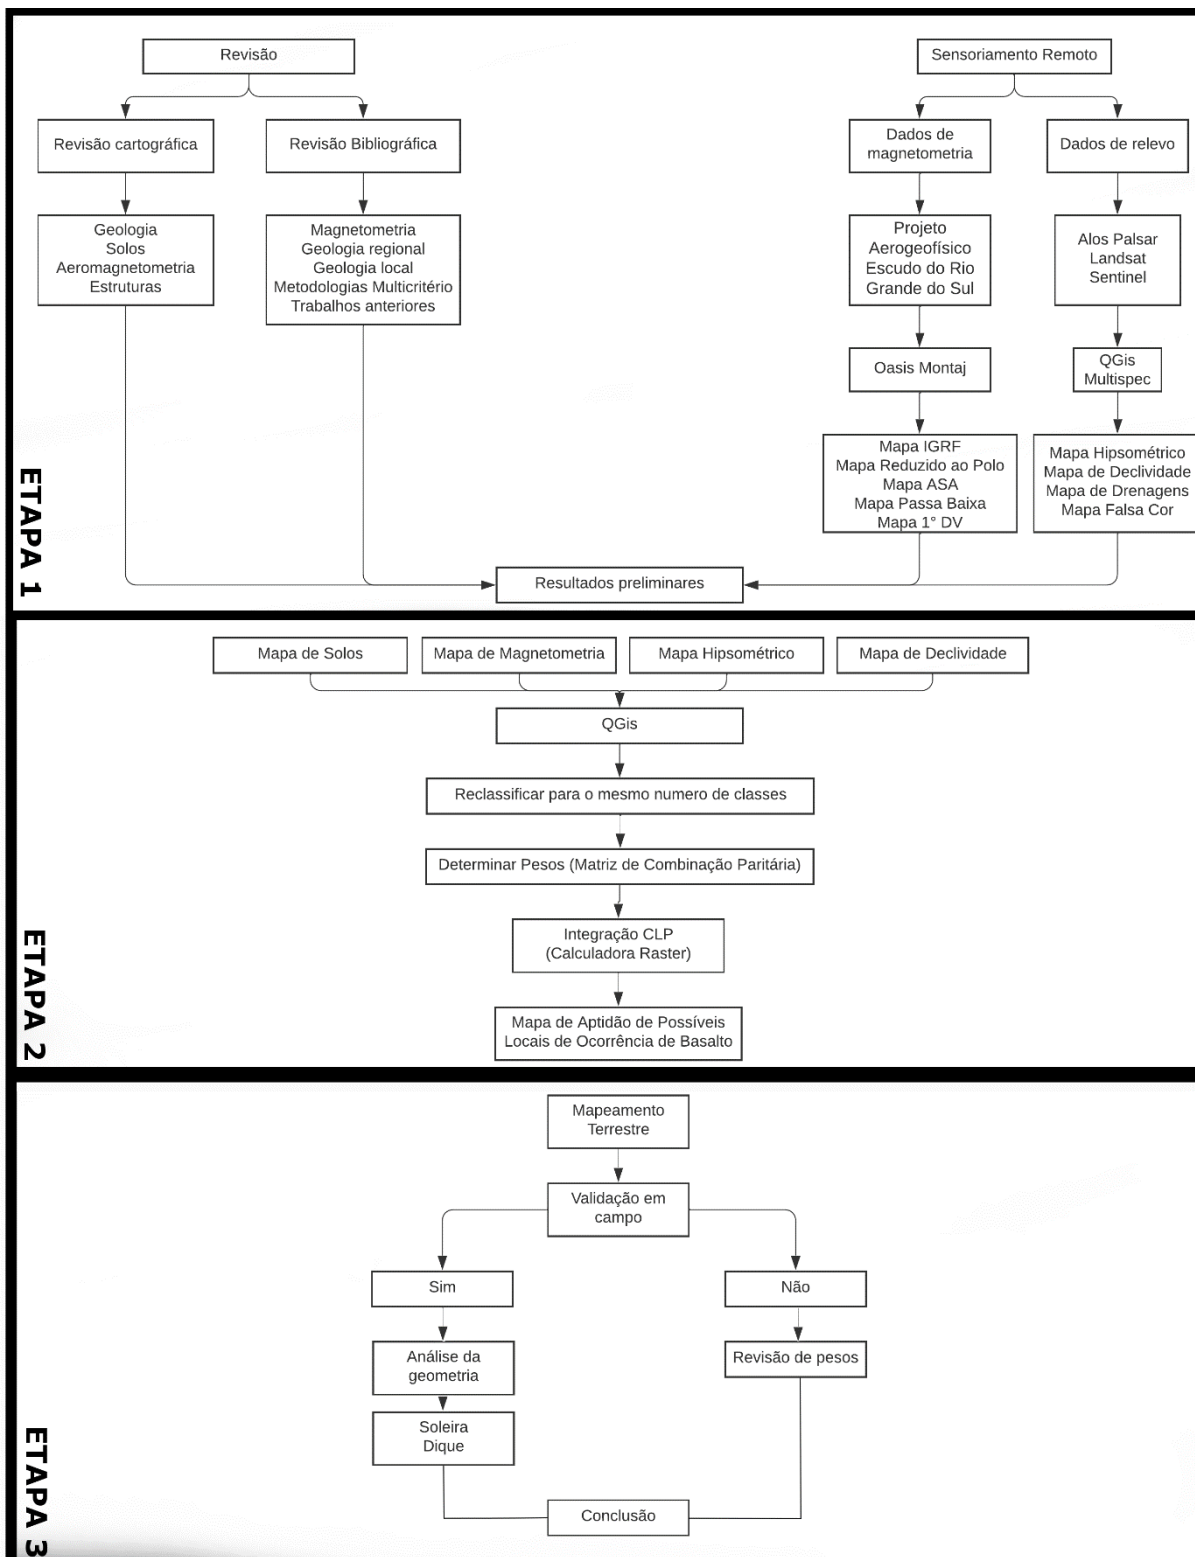 Revisão
Sensoriamento Remoto
Revisão cartográfica
Revisão Bibliográfica
Dados de
magnetometria
Dados de relevo
Geologia
Solos
Aeromagnetometria
Estruturas
Magnetometria
Geologia regional
Geologia local
Metodologias Multicritério
Trabalhos anteriores
Projeto
Aerogeofísico
Escudo do Rio
Grande do Sul
Alos Palsar
Landsat
Sentinel
Oasis Montaj
QGis
Multispec
Mapa IGRF
Mapa Reduzido ao Polo
Mapa ASA
Mapa Passa Baixa
Mapa 1° DV
Mapa Hipsométrico
Mapa de Declividade
Mapa de Drenagens
Mapa Falsa Cor
Resultados preliminares
ETAPA 1
Mapa de Solos
Mapa de Magnetometria
Mapa Hipsométrico
Mapa de Declividade
QGis
Reclassificar para o mesmo numero de classes
Determinar Pesos (Matriz de Combinação Paritária)
Integração CLP
(Calculadora Raster)
Mapa de Aptidão de Possíveis
Locais de Ocorrência de Basalto
ETAPA 2
Mapeamento
Terrestre
Validação em
campo
Sim
Não
Análise da
geometria
Revisão de pesos
Soleira
Dique
Conclusão
ETAPA 3